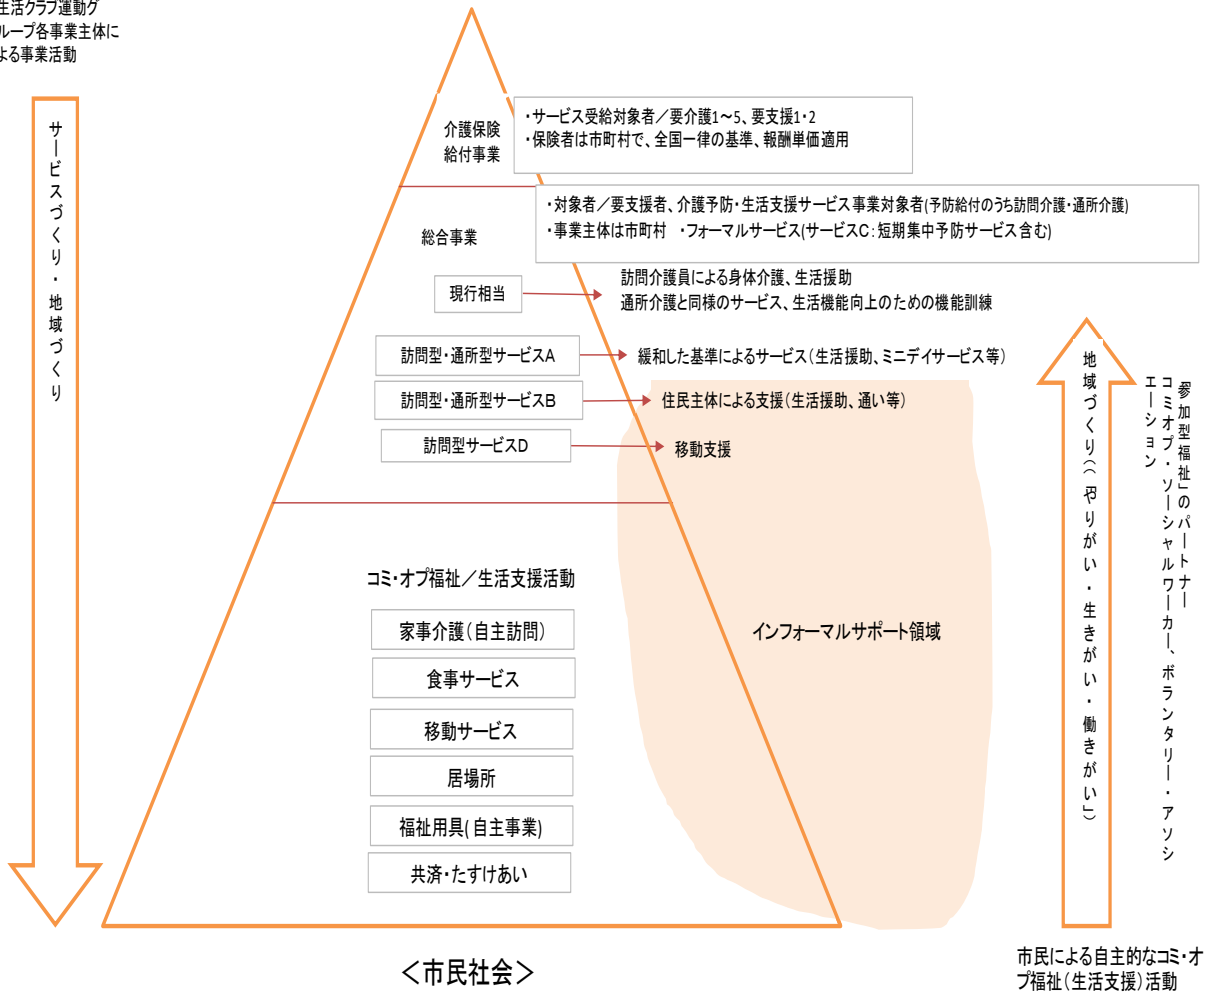 生活クラブ運動グ
ループ各事業主体に
よる事業活動
サービスづくり・地域づくり
介護保険
給付事業
・サービス受給対象者／要介護1～5、要支援1・2
・保険者は市町村で、全国一律の基準、報酬単価適用
総合事業
・対象者／要支援者、介護予防・生活支援サービス事業対象者(予防給付のうち訪問介護・通所介護)
・事業主体は市町村　・フォーマルサービス(サービスC：短期集中予防サービス含む)
現行相当
訪問介護員による身体介護、生活援助
通所介護と同様のサービス、生活機能向上のための機能訓練
訪問型・通所型サービスA
緩和した基準によるサービス（生活援助、ミニデイサービス等）
訪問型・通所型サービスB
住民主体による支援（生活援助、通い等）
訪問型サービスD
移動支援
コミ・オプ福祉／生活支援活動
家事介護（自主訪問）
食事サービス
移動サービス
居場所
福祉用具(自主事業)
共済・たすけあい
インフォーマルサポート領域
地域づくり(（やりがい・生きがい・働きがい」）
参加型福祉」のパートナー
コミオプ・ソーシャルワーカー、ボランタリー・アソシ
エーション
＜市民社会＞
市民による自主的なコミ・オ
プ福祉（生活支援）活動